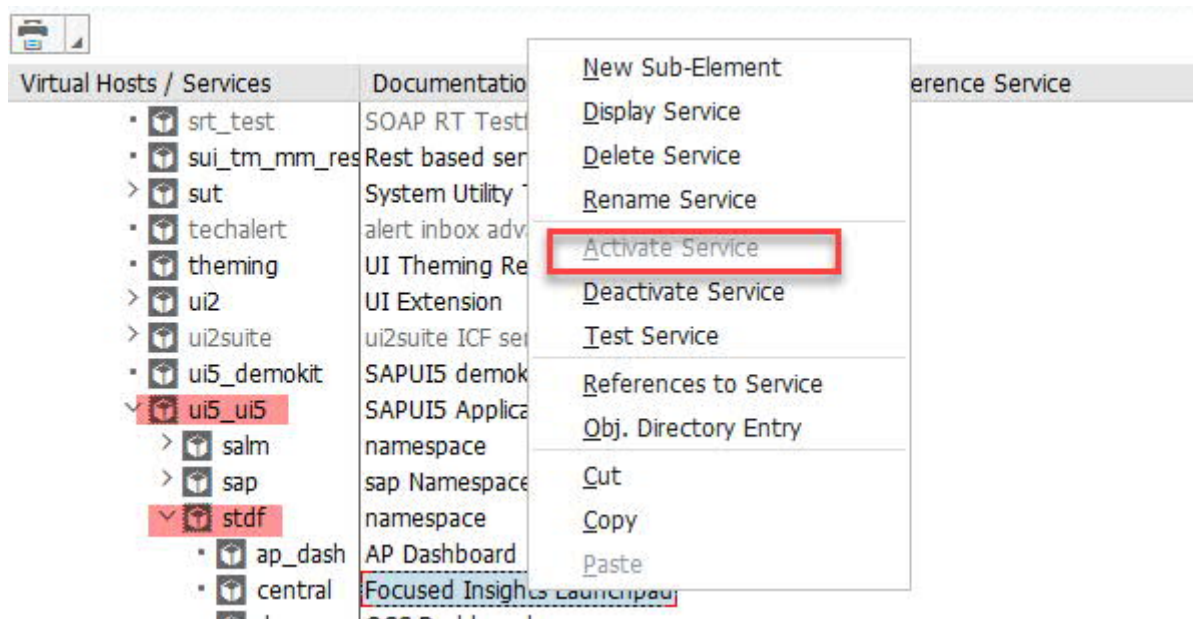 Virtual Hosts / Services Documentatio erence Service
srt_test SOAP RT Testf
sui_tm_mm_res Rest based ser
sut System Utility T
techalert alert inbox adv
theming UI Theming Re
ui2 UI Extension
ui2suite ui2suite ICF ser
ui5_demokit SAPUI5 demok
ui5_ui5 SAPUI5 Applica
salm namespace
sap sap Namespace
stdf namespace
ap_dash AP Dashboard
central Focused Insights Launchpad
New Sub-Element
Display Service
Delete Service
Rename Service
Activate Service
Deactivate Service
Test Service
References to Service
Obj. Directory Entry
Cut
Copy
Paste